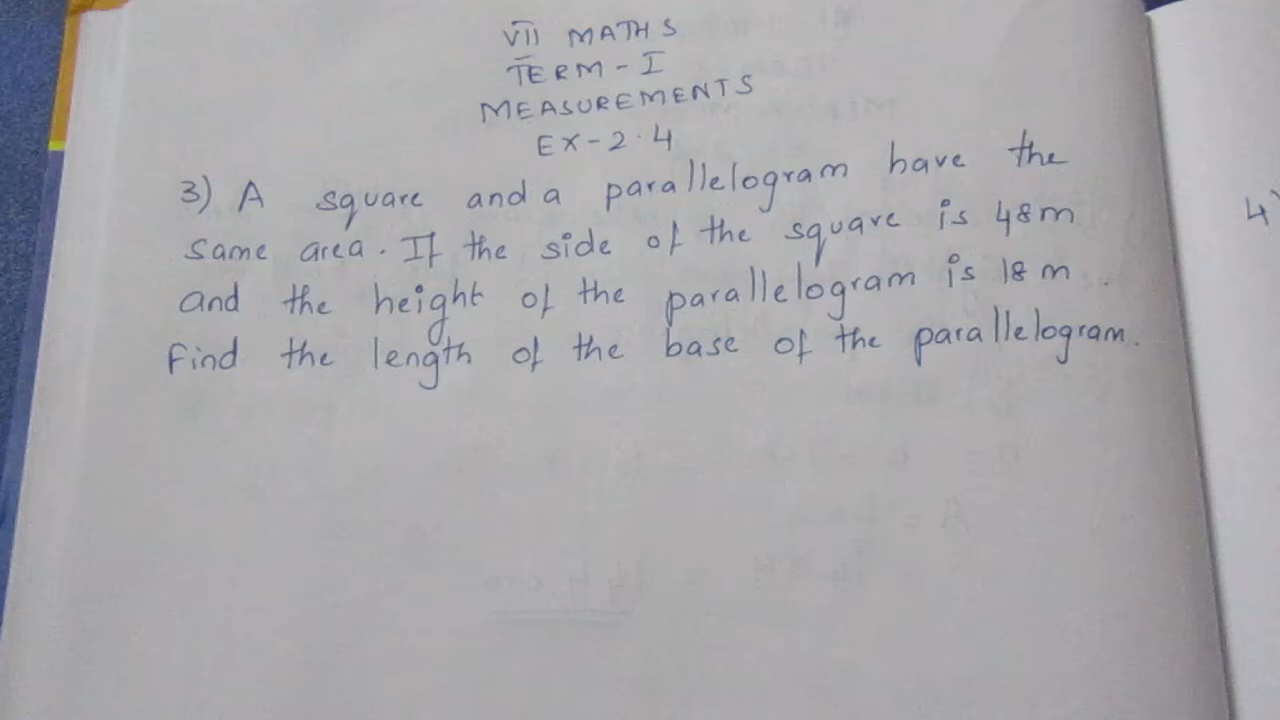 VII MATHS
TERM - I
MEASUREMENTS
EX - 2.4
3) A square and a parallelogram have the
same area. If the side of the square is 48m
and the height of the parallelogram is 18 m.
Find the length of the base of the parallelogram.
4)